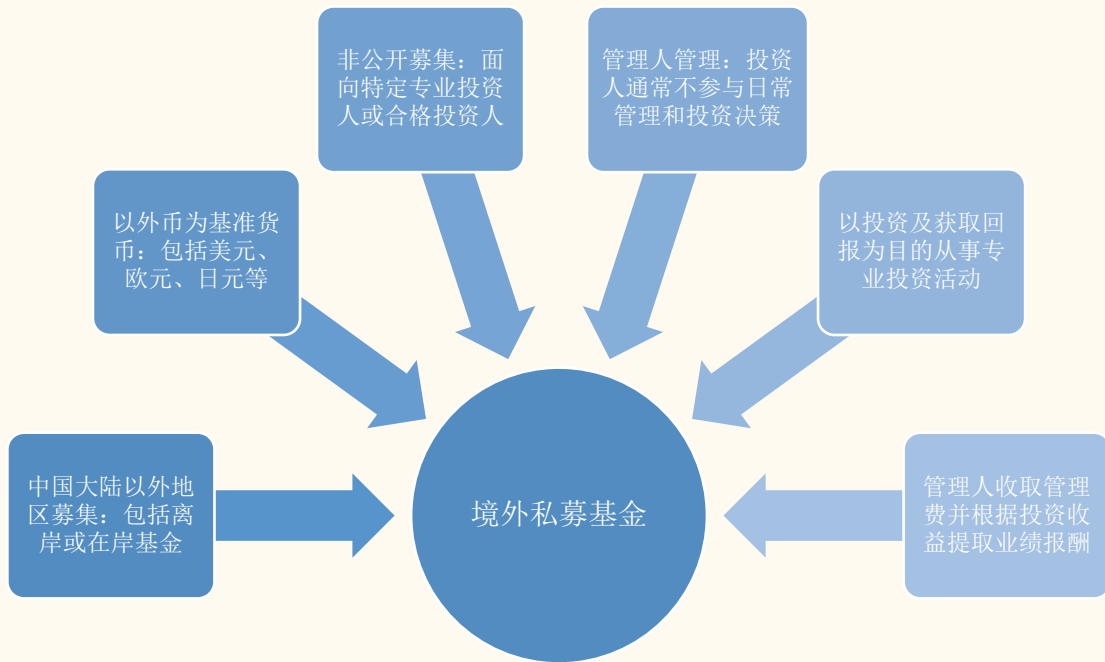 非公开募集：面
向特定专业投资
人或合格投资人
管理人管理：投资
人通常不参与日常
管理和投资决策
以外币为基准货
币：包括美元、
欧元、日元等
以投资及获取回
报为目的从事专
业投资活动
中国大陆以外地
区募集：包括离
岸或在岸基金
境外私募基金
管理人收取管理
费并根据投资收
益提取业绩报酬